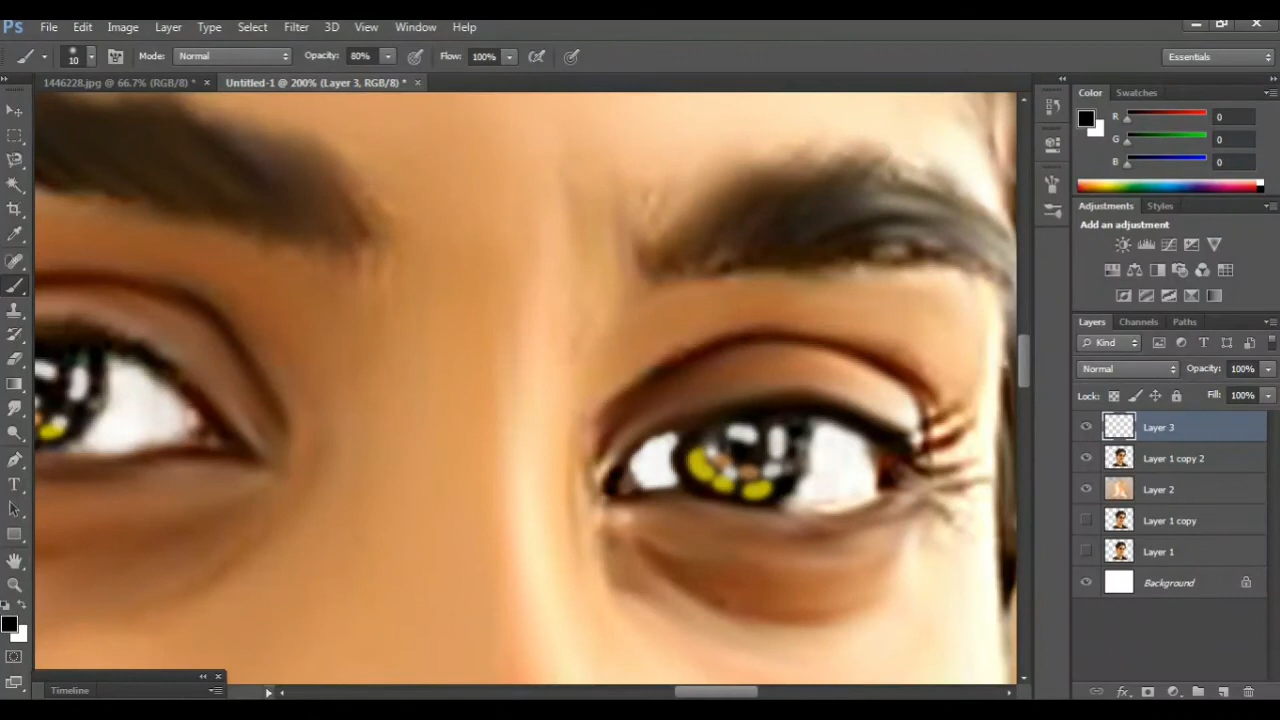 Ps File Edit Image Layer Type Select Filter 3D View Window Help
10 Mode: Normal Opacity: 80% Flow: 100% Essentials
1446228.jpg @ 66.7% (RGB/8) * × Untitled-1 @ 200% (Layer 3, RGB/8) * ×
Color Swatches
R 0
G 0
B 0
Adjustments Styles
Add an adjustment
Layers Channels Paths
Kind
Normal Opacity: 100%
Lock: Fill: 100%
Layer 3
Layer 1 copy 2
Layer 2
Layer 1 copy
Layer 1
Background
Timeline